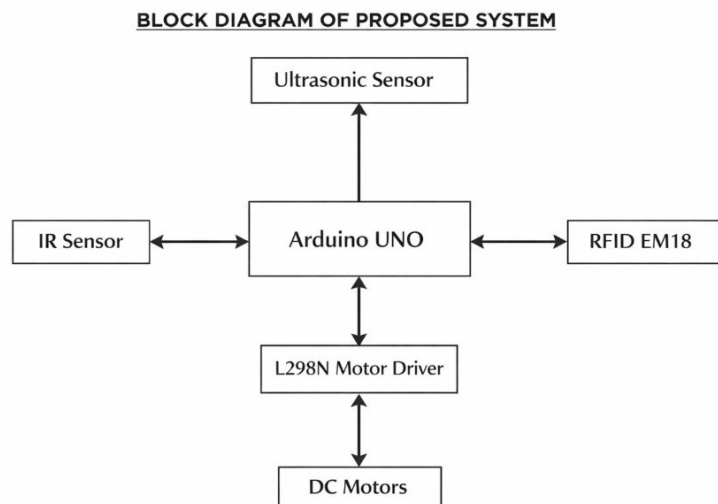 BLOCK DIAGRAM OF PROPOSED SYSTEM
Ultrasonic Sensor
IR Sensor
Arduino UNO
RFID EM18
L298N Motor Driver
DC Motors